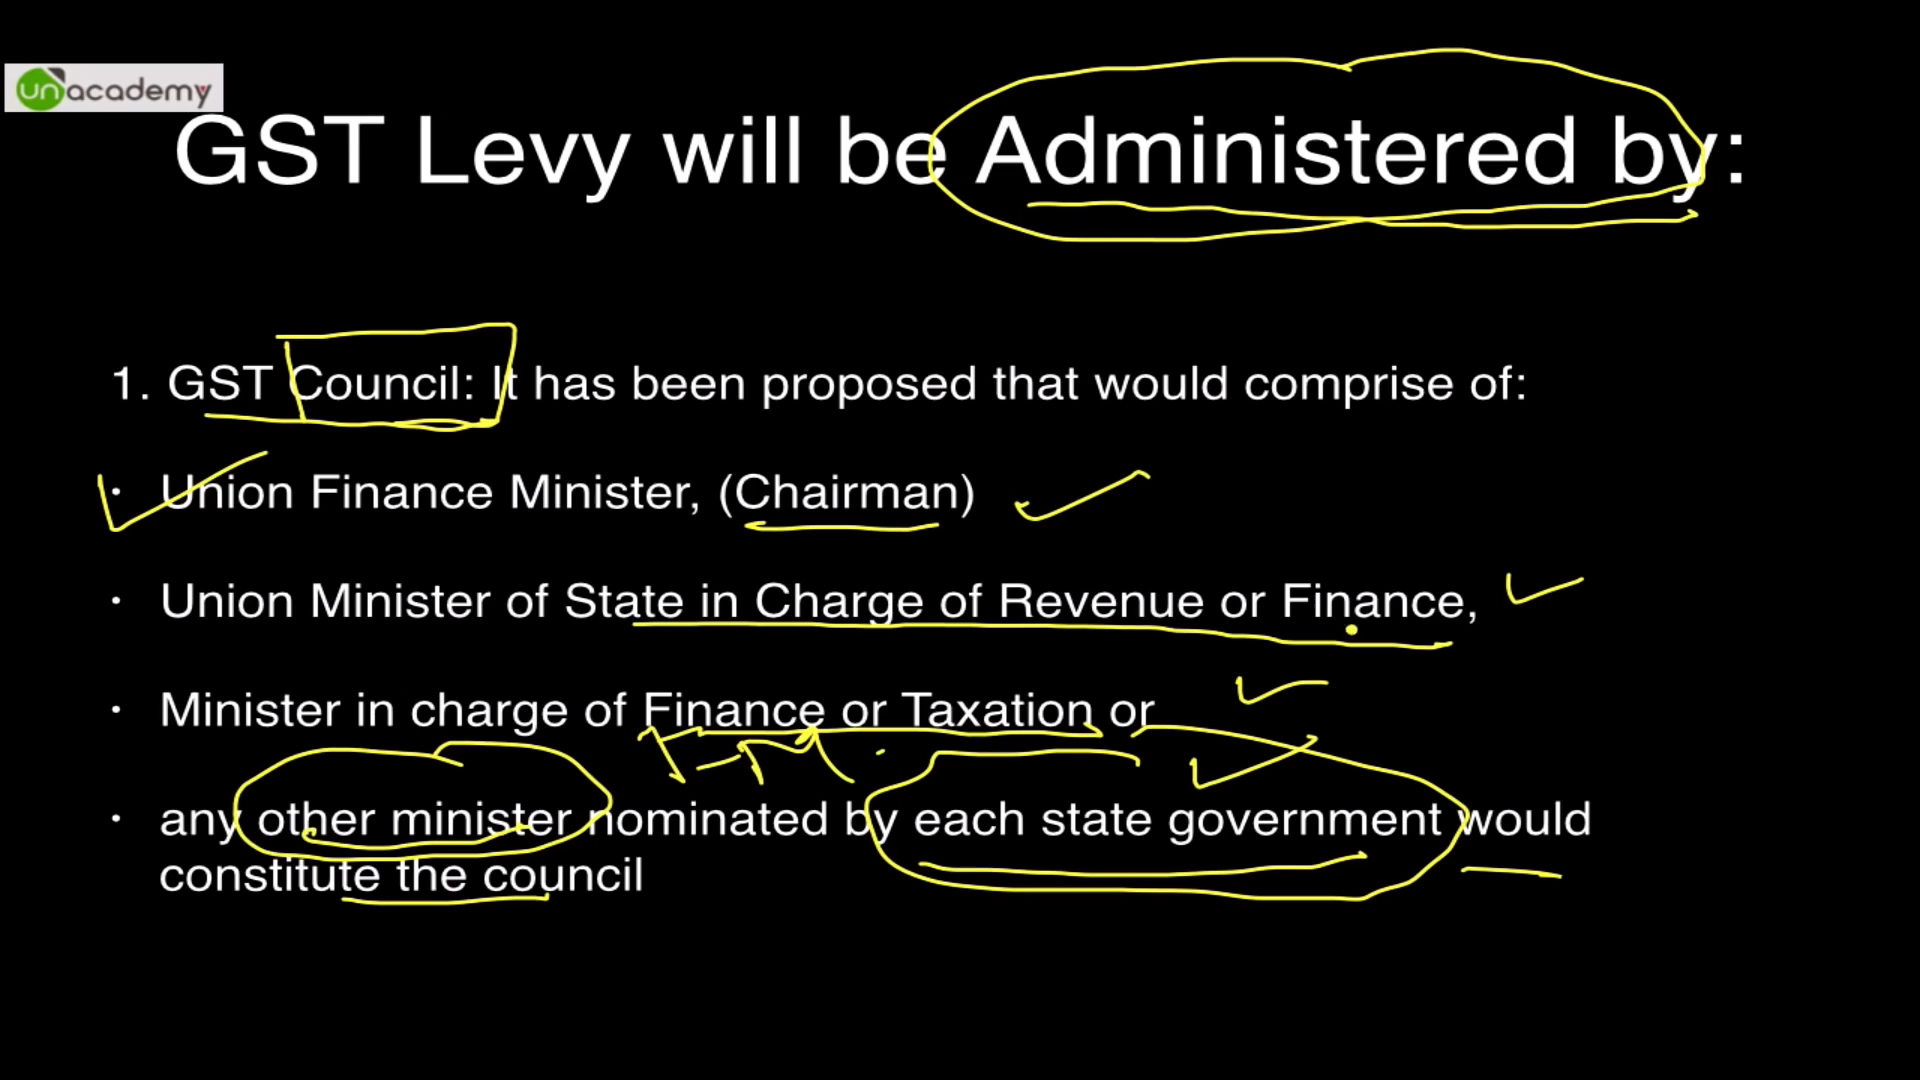 unacademy
GST Levy will be Administered by:
1. GST Council: It has been proposed that would comprise of:
· Union Finance Minister, (Chairman)
· Union Minister of State in Charge of Revenue or Finance,
· Minister in charge of Finance or Taxation or
· any other minister nominated by each state government would
constitute the council